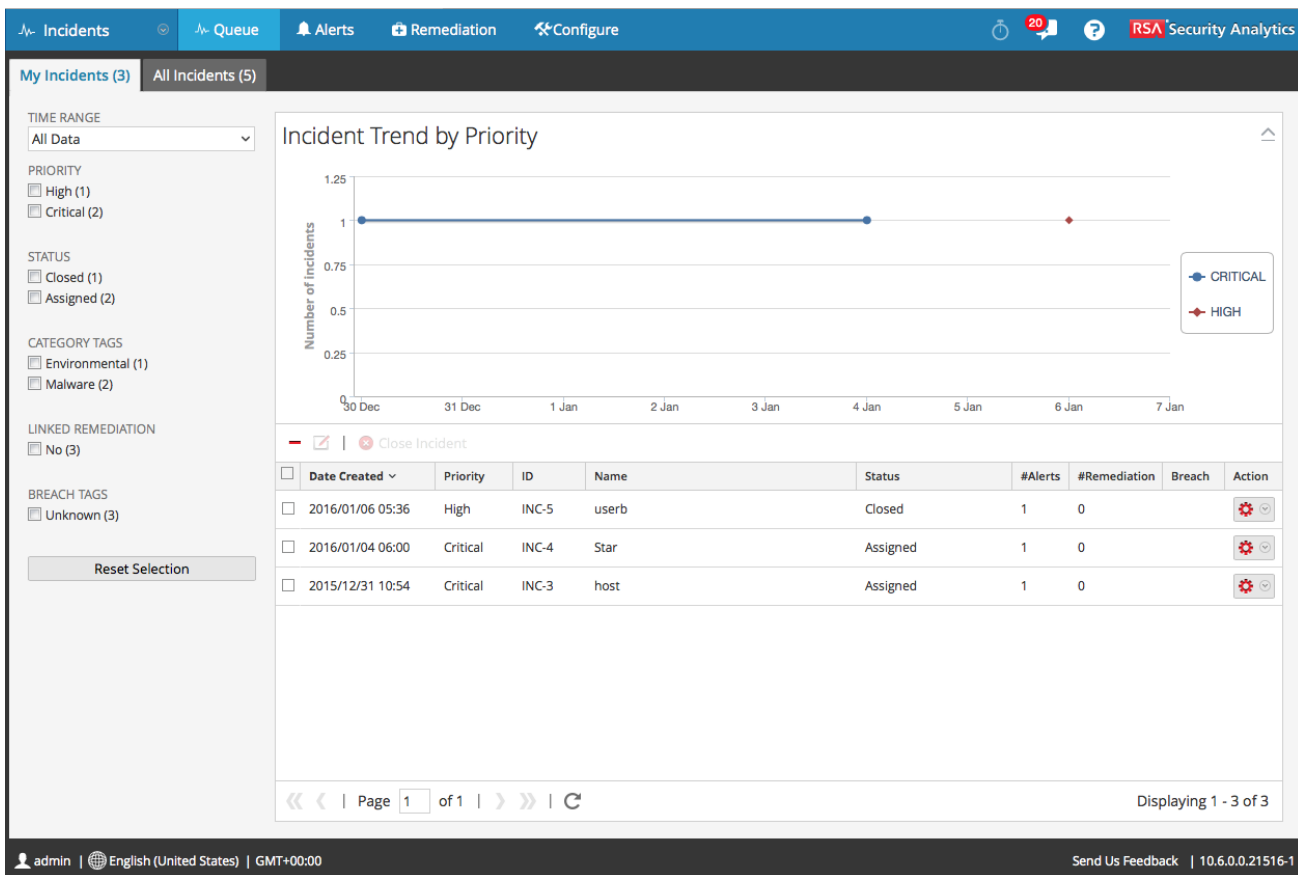 Incidents Queue Alerts Remediation Configure 20 ? RSA Security Analytics
My Incidents (3) All Incidents (5)
TIME RANGE
All Data
PRIORITY
High (1)
Critical (2)
STATUS
Closed (1)
Assigned (2)
CATEGORY TAGS
Environmental (1)
Malware (2)
LINKED REMEDIATION
No (3)
BREACH TAGS
Unknown (3)
Reset Selection
Incident Trend by Priority
Number of incidents
1.25
1
0.75
0.5
0.25
0
30 Dec 31 Dec 1 Jan 2 Jan 3 Jan 4 Jan 5 Jan 6 Jan 7 Jan
CRITICAL
HIGH
Close Incident
Date Created Priority ID Name Status #Alerts #Remediation Breach Action
2016/01/06 05:36 High INC-5 userb Closed 1 0
2016/01/04 06:00 Critical INC-4 Star Assigned 1 0
2015/12/31 10:54 Critical INC-3 host Assigned 1 0
| Page 1 of 1 | | Displaying 1 - 3 of 3
admin | English (United States) | GMT+00:00 Send Us Feedback | 10.6.0.0.21516-1